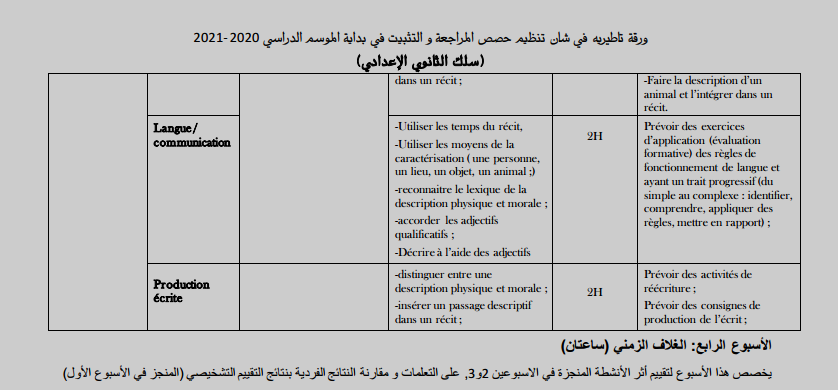 ورقة تاطيريه في شان تنظيم حصص المراجعة و التثبيت في بداية الموسم الدراسي 2020 -2021
(سلك الثانوي الإعدادي)
dans un récit ;
-Faire la description d'un
animal et l'intégrer dans un
récit.
Langue/
communication
-Utiliser les temps du récit,
-Utiliser les moyens de la
caractérisation ( une personne,
un lieu, un objet, un animal ;)
-reconnaitre le lexique de la
description physique et morale ;
-accorder les adjectifs
qualificatifs ;
-Décrire à l'aide des adjectifs
2H
Prévoir des exercices
d'application (évaluation
formative) des règles de
fonctionnement de langue et
ayant un trait progressif (du
simple au complexe : identifier,
comprendre, appliquer des
règles, mettre en rapport) ;
Production
écrite
-distinguer entre une
description physique et morale ;
-insérer un passage descriptif
dans un récit ;
2H
Prévoir des activités de
réécriture ;
Prévoir des consignes de
production de l'écrit ;
الأسبوع الرابع: الغلاف الزمني (ساعتان)
يخصص هذا الأسبوع لتقييم أثر الأنشطة المنجزة في الاسبوعين 2و3, على التعلمات و مقارنة النتائج الفردية بنتائج التقييم التشخيصي (المنجز في الأسبوع الأول)